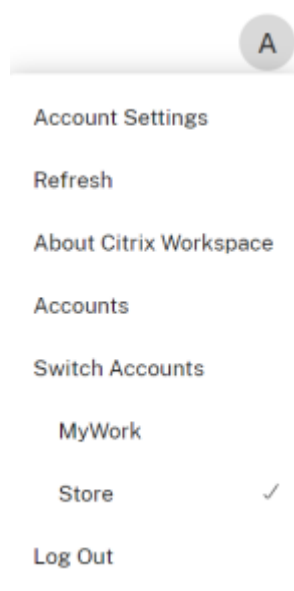 A
Account Settings
Refresh
About Citrix Workspace
Accounts
Switch Accounts
MyWork
Store
Log Out